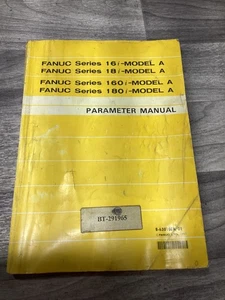 FANUC Series 16i-MODEL A
FANUC Series 18i-MODEL A
FANUC Series 160i-MODEL A
FANUC Series 180i-MODEL A
PARAMETER MANUAL
IIT-291965